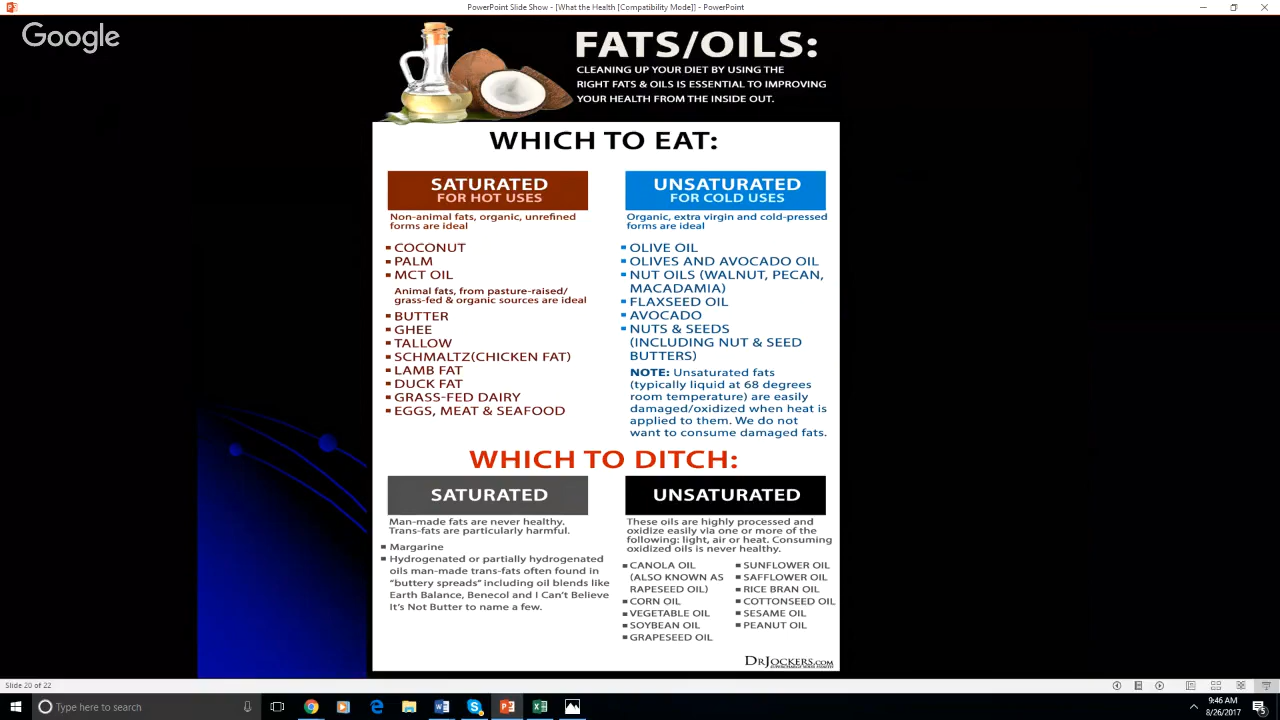 PowerPoint Slide Show - [What the Health [Compatibility Mode]] - PowerPoint
Google
FATS/OILS:
CLEANING UP YOUR DIET BY USING THE
RIGHT FATS & OILS IS ESSENTIAL TO IMPROVING
YOUR HEALTH FROM THE INSIDE OUT.
WHICH TO EAT:
SATURATED
FOR HOT USES
Non-animal fats, organic, unrefined
forms are ideal
COCONUT
PALM
MCT OIL
Animal fats, from pasture-raised/
grass-fed & organic sources are ideal
BUTTER
GHEE
TALLOW
SCHMALTZ(CHICKEN FAT)
LAMB FAT
DUCK FAT
GRASS-FED DAIRY
EGGS, MEAT & SEAFOOD
UNSATURATED
FOR COLD USES
Organic, extra virgin and cold-pressed
forms are ideal
OLIVE OIL
OLIVES AND AVOCADO OIL
NUT OILS (WALNUT, PECAN,
MACADAMIA)
FLAXSEED OIL
AVOCADO
NUTS & SEEDS
(INCLUDING NUT & SEED
BUTTERS)
NOTE: Unsaturated fats
(typically liquid at 68 degrees
room temperature) are easily
damaged/oxidized when heat is
applied to them. We do not
want to consume damaged fats.
WHICH TO DITCH:
SATURATED
Man-made fats are never healthy.
Trans-fats are particularly harmful.
Margarine
Hydrogenated or partially hydrogenated
oils man-made trans-fats often found in
"buttery spreads" including oil blends like
Earth Balance, Benecol and I Can't Believe
It's Not Butter to name a few.
UNSATURATED
These oils are highly processed and
oxidize easily via one or more of the
following: light, air or heat. Consuming
oxidized oils is never healthy.
CANOLA OIL
(ALSO KNOWN AS
RAPESEED OIL)
CORN OIL
VEGETABLE OIL
SOYBEAN OIL
GRAPESEED OIL
SUNFLOWER OIL
SAFFLOWER OIL
RICE BRAN OIL
COTTONSEED OIL
SESAME OIL
PEANUT OIL
DRJOCKERS.COM
SUPERCHARGE YOUR HEALTH
Slide 20 of 22
Type here to search
9:46 AM
8/26/2017
5